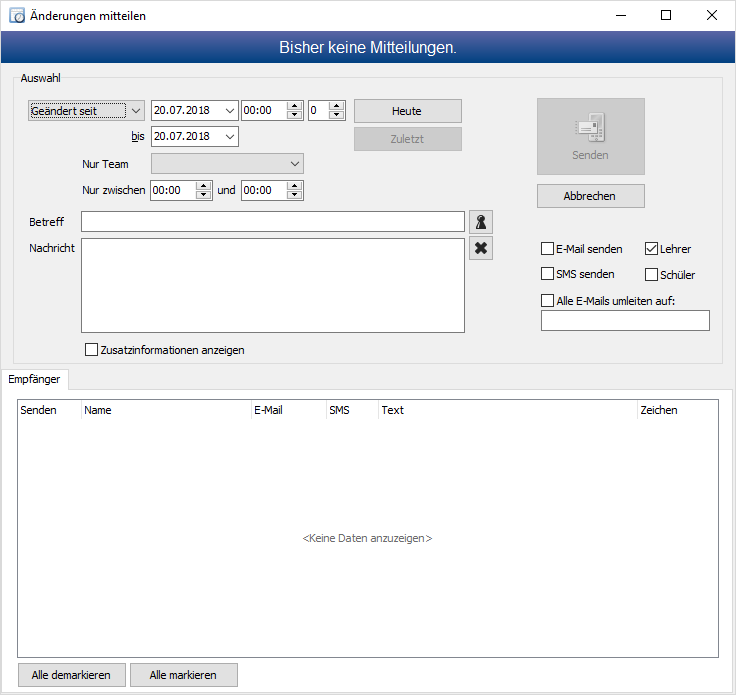 Änderungen mitteilen
Bisher keine Mitteilungen.
Auswahl
Geändert seit 20.07.2018 00:00 0 Heute
bis 20.07.2018 Zuletzt
Senden
Nur Team
Nur zwischen 00:00 und 00:00 Abbrechen
Betreff
Nachricht
E-Mail senden Lehrer
SMS senden Schüler
Alle E-Mails umleiten auf:
Zusatzinformationen anzeigen
Empfänger
Senden Name E-Mail SMS Text Zeichen
<Keine Daten anzuzeigen>
Alle demarkieren Alle markieren